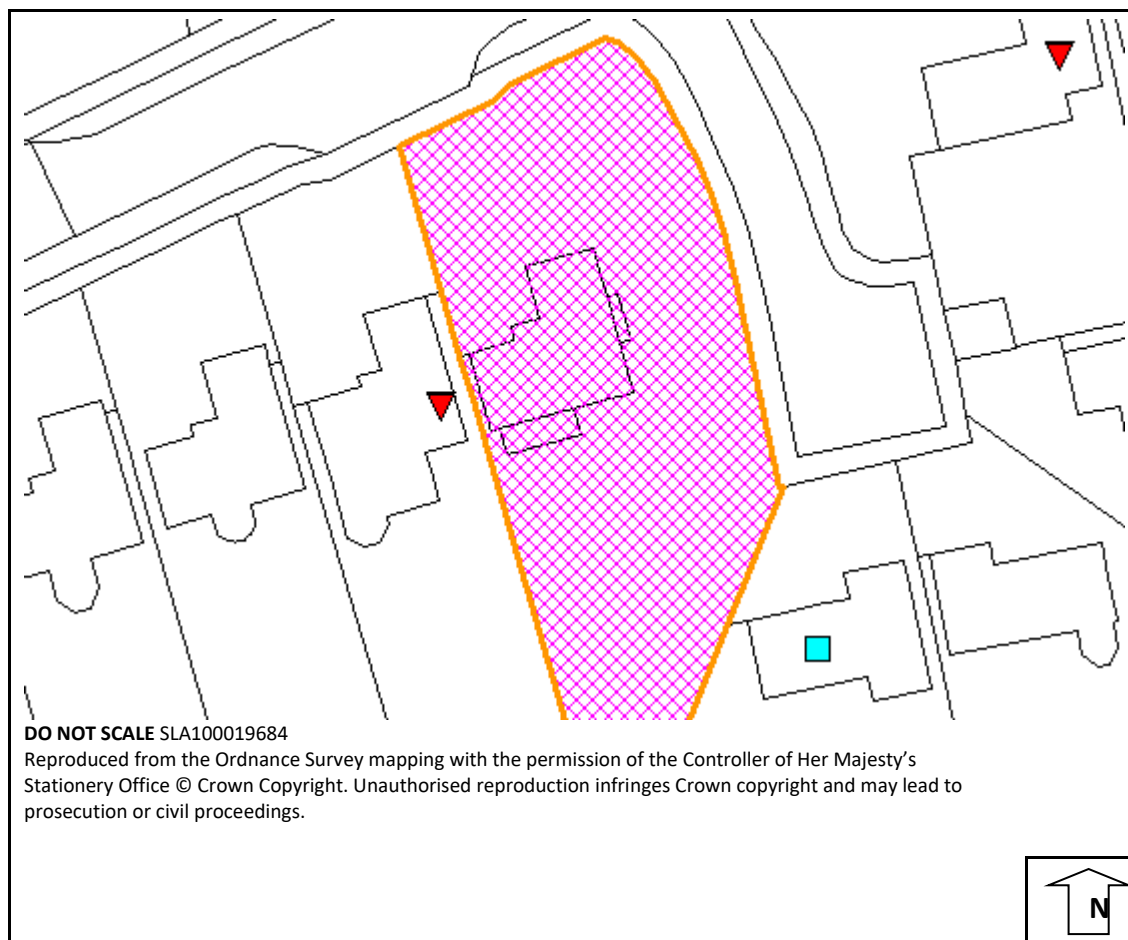 DO NOT SCALE SLA100019684
Reproduced from the Ordnance Survey mapping with the permission of the Controller of Her Majesty’s
Stationery Office © Crown Copyright. Unauthorised reproduction infringes Crown copyright and may lead to
prosecution or civil proceedings.
N